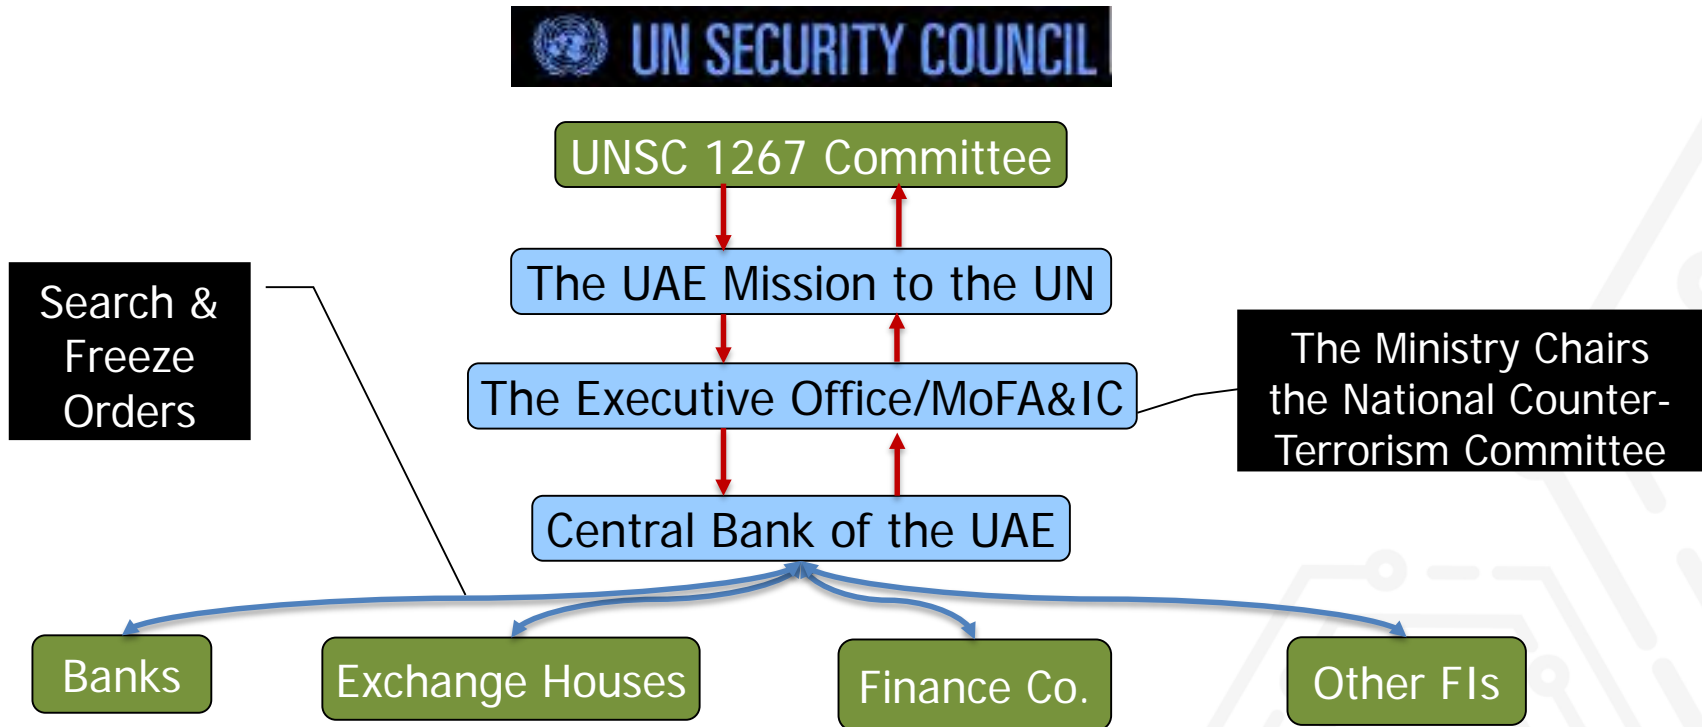 UN SECURITY COUNCIL
UNSC 1267 Committee
The UAE Mission to the UN
Search &
Freeze
Orders
The Executive Office/MoFA&IC
The Ministry Chairs
the National Counter-
Terrorism Committee
Central Bank of the UAE
Banks
Exchange Houses
Finance Co.
Other FIs